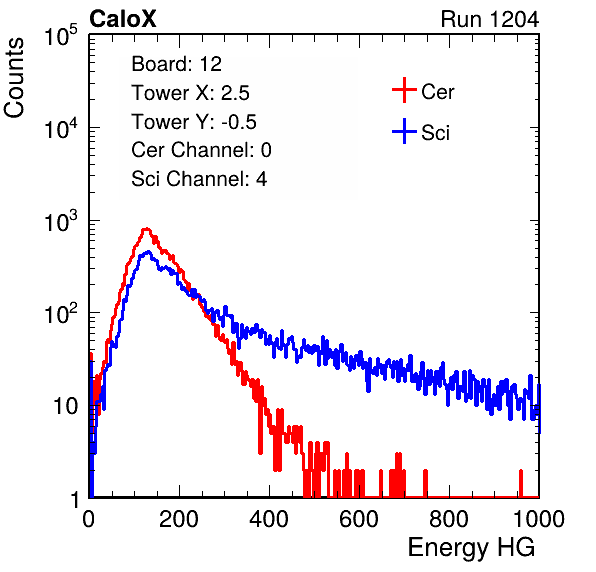 CaloX Run 1204
Counts
10^5
10^4
10^3
10^2
10
1
Board: 12
Tower X: 2.5
Tower Y: -0.5
Cer Channel: 0
Sci Channel: 4
Cer
Sci
0 200 400 600 800 1000
Energy HG